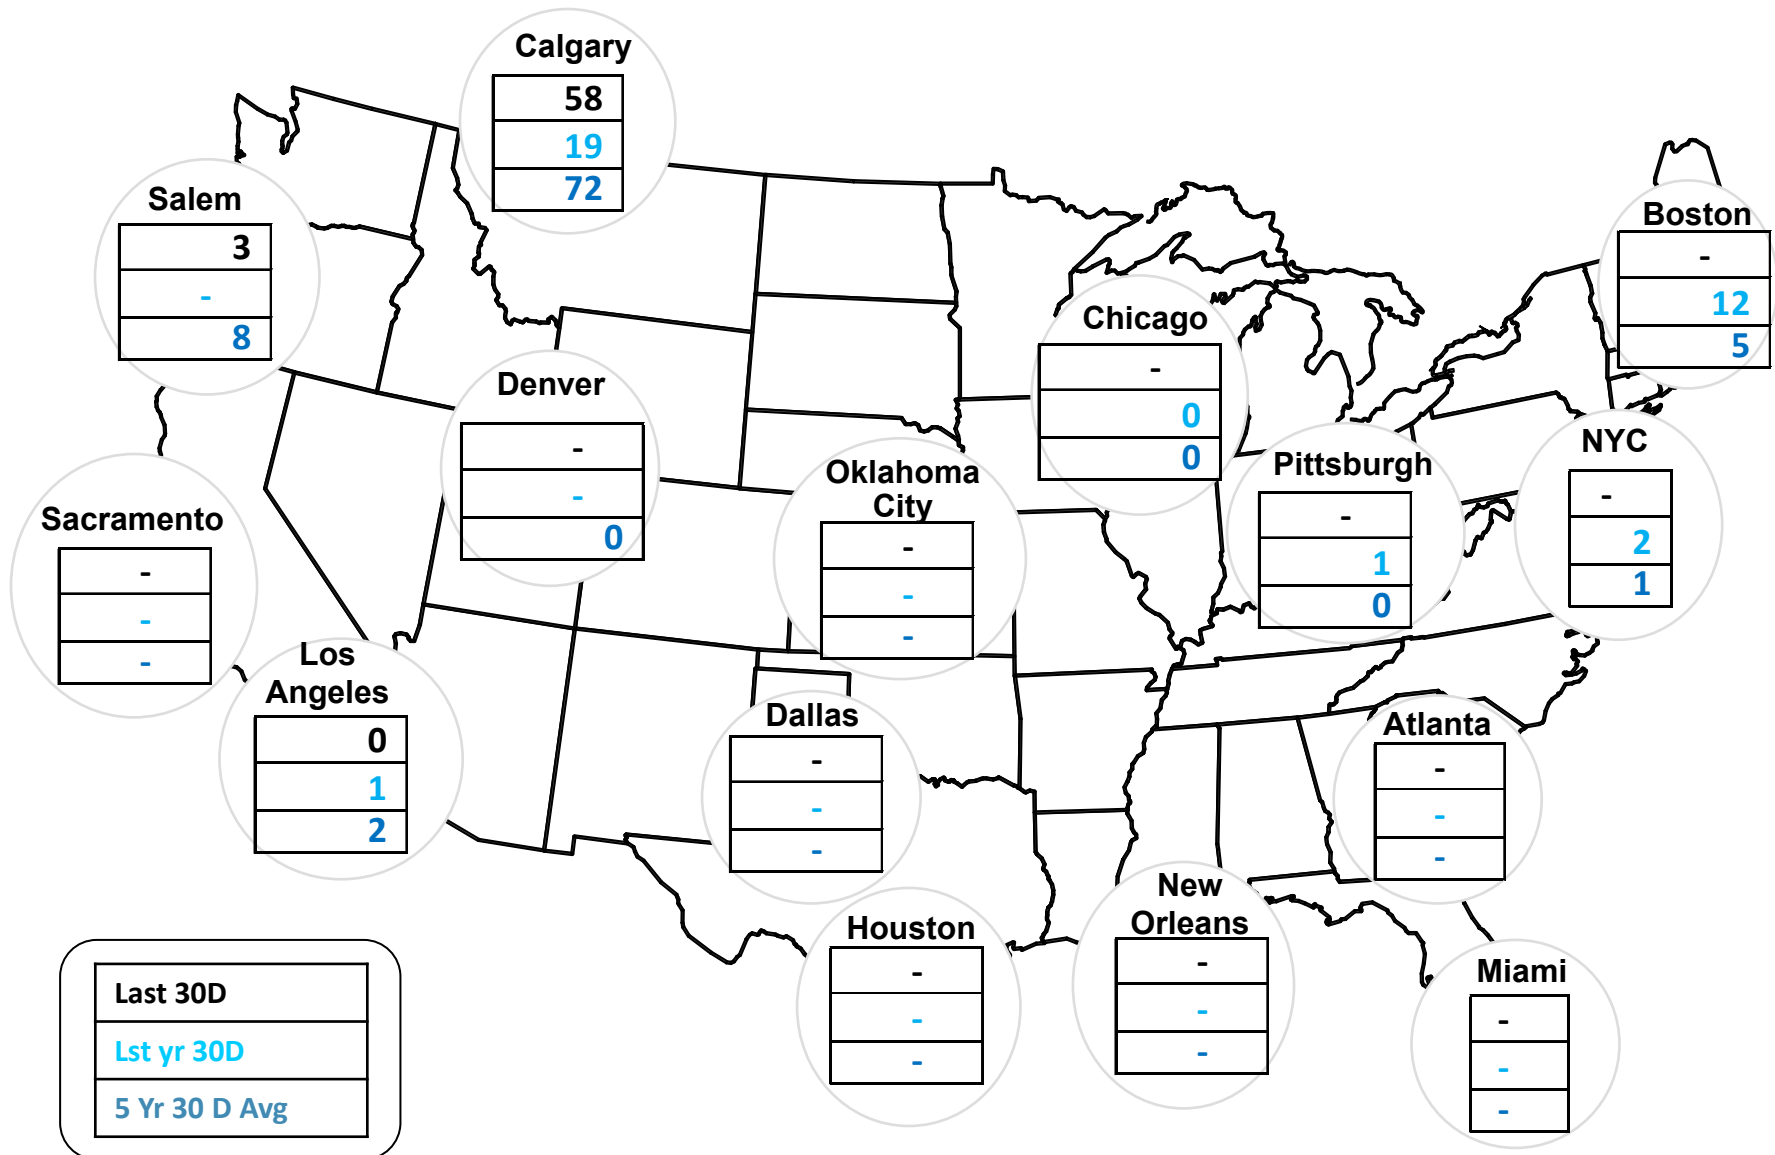 Calgary
58
19
72
Salem
3
-
8
Boston
-
12
5
Chicago
-
0
0
Denver
-
-
0
Oklahoma
City
-
-
-
Pittsburgh
-
1
0
NYC
-
2
1
Sacramento
-
-
-
Los
Angeles
0
1
2
Dallas
-
-
-
Atlanta
-
-
-
Houston
-
-
-
New
Orleans
-
-
-
Miami
-
-
-
Last 30D
Lst yr 30D
5 Yr 30 D Avg